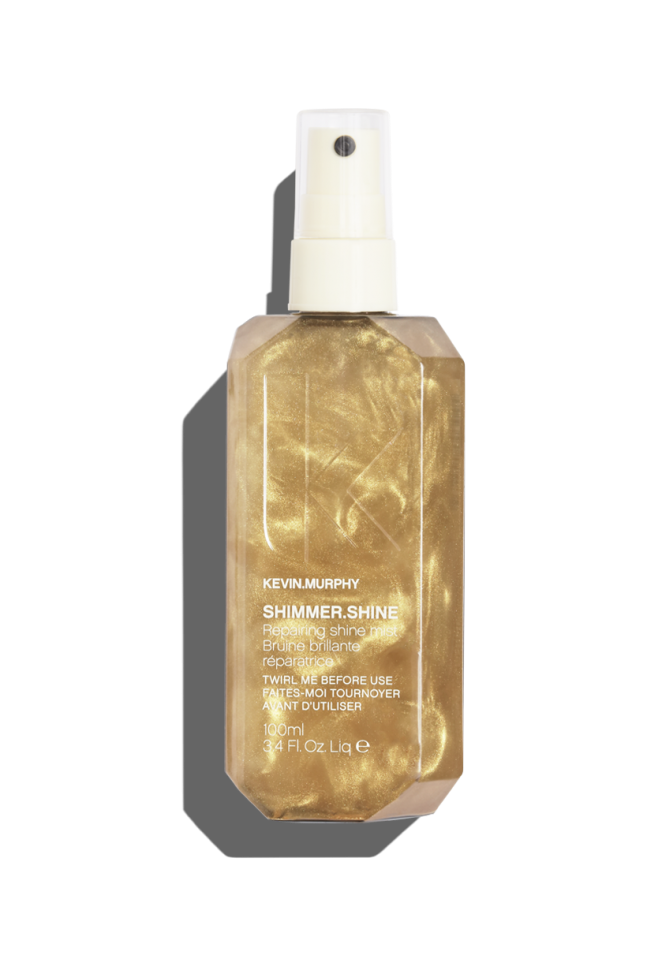 KEVIN.MURPHY
SHIMMER.SHINE
Repairing shine mist
Bruine brillante
réparatrice
TWIRL ME BEFORE USE
FAITES-MOI TOURNOYER
AVANT D'UTILISER
100ml
3.4 Fl. Oz. Liq ℮